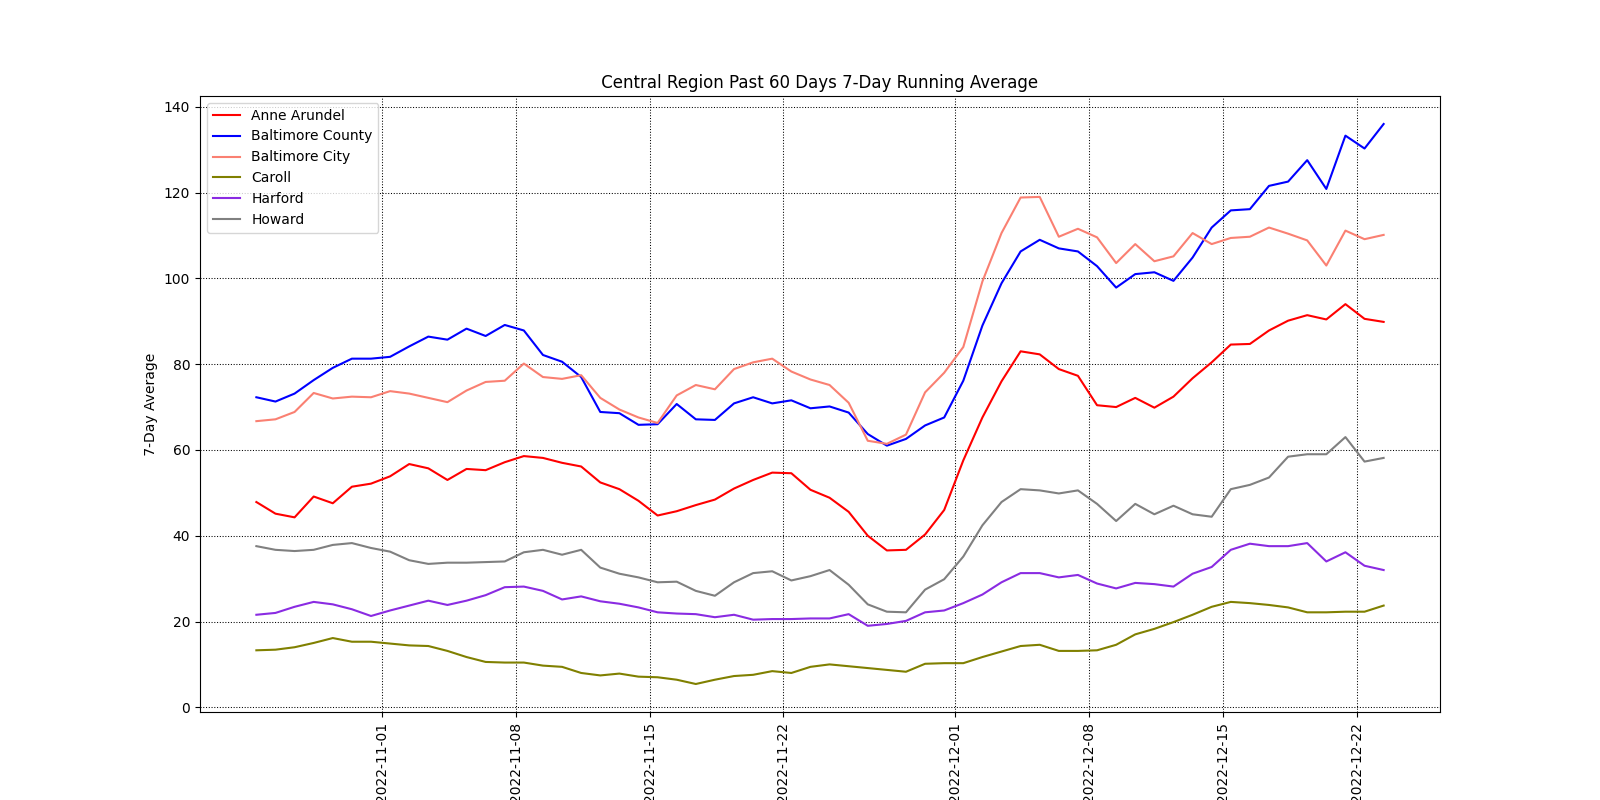 Central Region Past 60 Days 7-Day Running Average
Anne Arundel
Baltimore County
Baltimore City
Caroll
Harford
Howard
7-Day Average
140
120
100
80
60
40
20
0
2022-11-01
2022-11-08
2022-11-15
2022-11-22
2022-12-01
2022-12-08
2022-12-15
2022-12-22